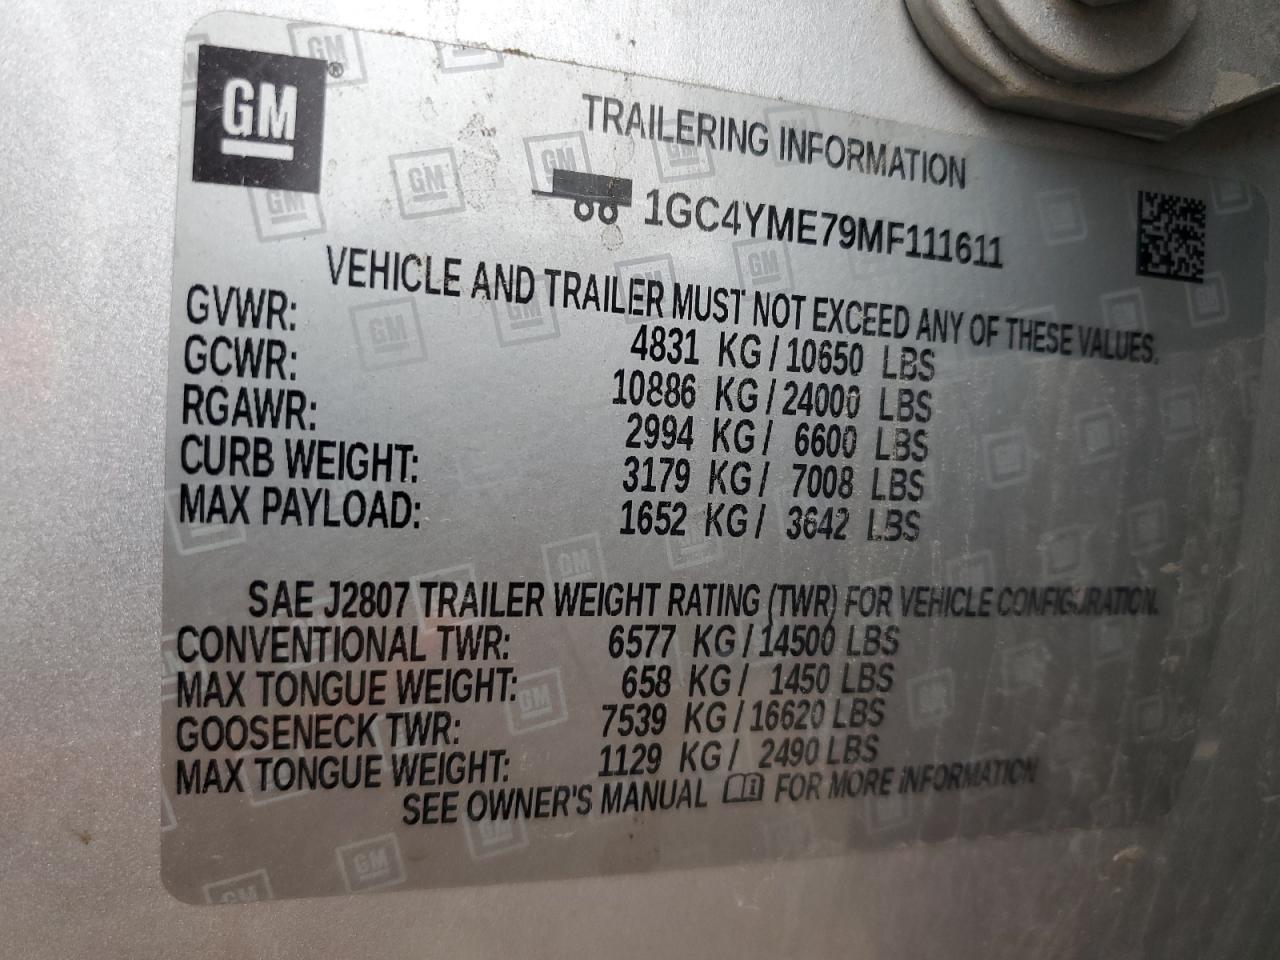 GM®
TRAILERING INFORMATION
1GC4YME79MF111611
VEHICLE AND TRAILER MUST NOT EXCEED ANY OF THESE VALUES.
GVWR: 4831 KG/10650 LBS
GCWR: 10886 KG/24000 LBS
RGAWR: 2994 KG/ 6600 LBS
CURB WEIGHT: 3179 KG/ 7008 LBS
MAX PAYLOAD: 1652 KG/ 3642 LBS
SAE J2807 TRAILER WEIGHT RATING (TWR) FOR VEHICLE CONFIGURATION.
CONVENTIONAL TWR: 6577 KG/14500 LBS
MAX TONGUE WEIGHT: 658 KG/ 1450 LBS
GOOSENECK TWR: 7539 KG/16620 LBS
MAX TONGUE WEIGHT: 1129 KG/ 2490 LBS
SEE OWNER'S MANUAL FOR MORE INFORMATION